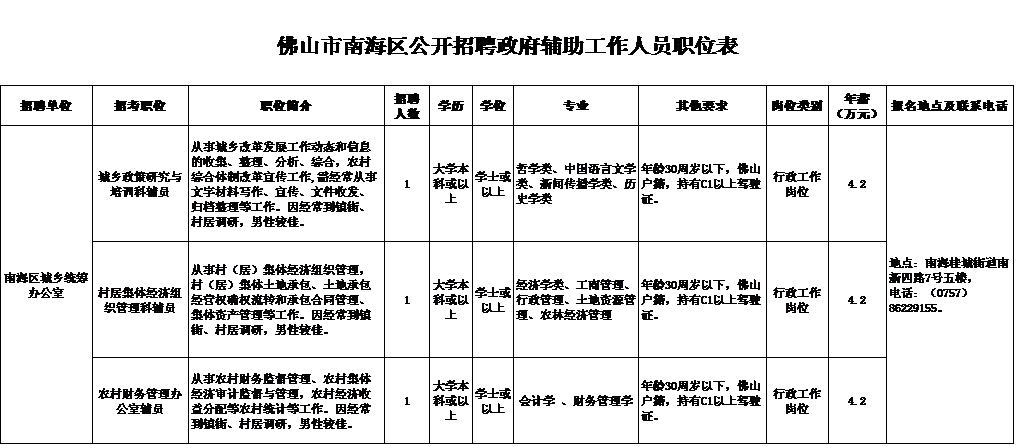 佛山市南海区公开招聘政府辅助工作人员职位表
招聘单位
招考职位
职位简介
招聘
人数
学历
学位
专业
其他要求
岗位类别
年薪
（万元）
报名地点及联系电话
南海区城乡统筹
办公室
城乡政策研究与
培训科辅员
从事城乡改革发展工作动态和信息
的收集、整理、分析、综合，农村
综合体制改革宣传工作,需经常从事
文字材料写作、宣传、文件收发、
归档整理等工作。因经常到镇街、
村居调研，男性较佳。
1
大学本
科或以
上
学士或
以上
哲学类、中国语言文学
类、新闻传播学类、历
史学类
年龄30周岁以下，佛山
户籍，持有C1以上驾驶
证。
行政工作
岗位
4.2
地点：南海桂城街道南
新四路7号五楼，
电话：（0757）
86229155。
村居集体经济组
织管理科辅员
从事村（居）集体经济组织管理，
村（居）集体土地承包、土地承包
经营权确权流转和承包合同管理、
集体资产管理等工作。因经常到镇
街、村居调研，男性较佳。
1
大学本
科或以
上
学士或
以上
经济学类、工商管理、
行政管理、土地资源管
理、农林经济管理
年龄30周岁以下，佛山
户籍，持有C1以上驾驶
证。
行政工作
岗位
4.2
农村财务管理办
公室辅员
从事农村财务监督管理、农村集体
经济审计监督与管理，农村经济收
益分配等农村统计等工作。因经常
到镇街、村居调研，男性较佳。
1
大学本
科或以
上
学士或
以上
会计学 、财务管理学
年龄30周岁以下，佛山
户籍，持有C1以上驾驶
证。
行政工作
岗位
4.2